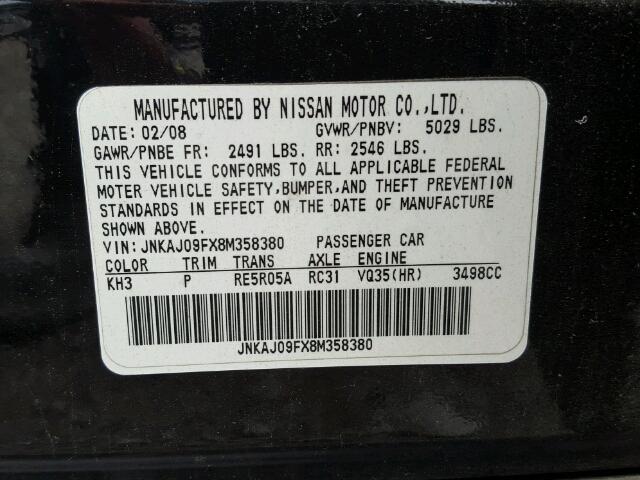 MANUFACTURED BY NISSAN MOTOR CO.,LTD.
DATE: 02/08 GVWR/PNBV: 5029 LBS.
GAWR/PNBE FR: 2491 LBS. RR: 2546 LBS.
THIS VEHICLE CONFORMS TO ALL APPLICABLE FEDERAL
MOTOR VEHICLE SAFETY,BUMPER,AND THEFT PREVENTION
STANDARDS IN EFFECT ON THE DATE OF MANUFACTURE
SHOWN ABOVE.
VIN: JNKAJ09FX8M358380 PASSENGER CAR
COLOR TRIM TRANS AXLE ENGINE
KH3 P RE5R05A RC31 VQ35(HR) 3498CC
JNKAJ09FX8M358380